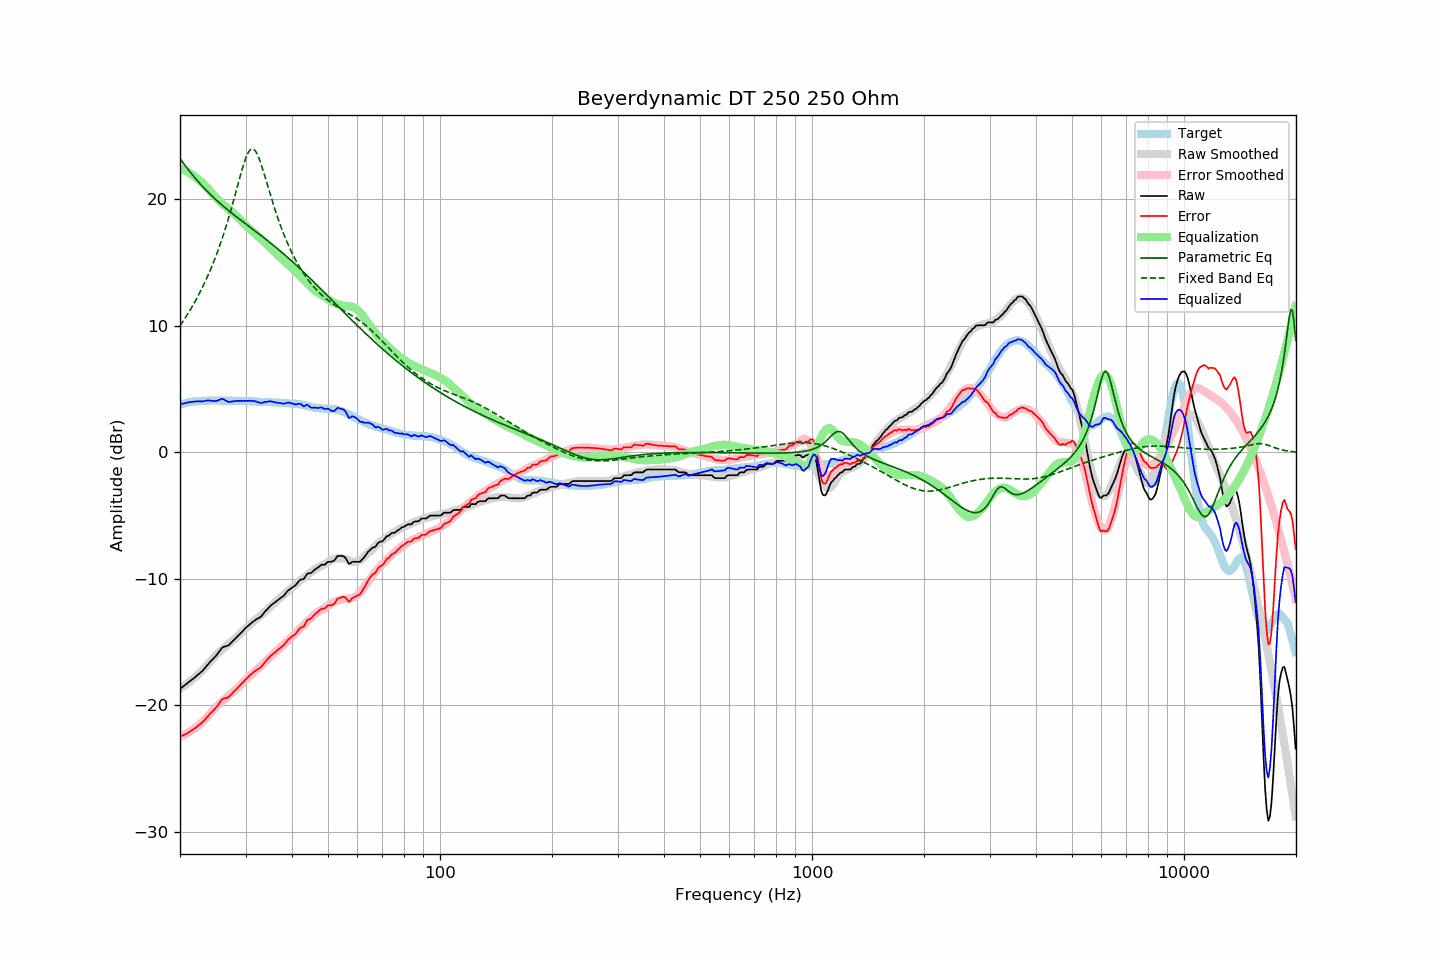 Beyerdynamic DT 250 250 Ohm
Target
Raw Smoothed
Error Smoothed
Raw
Error
Equalization
Parametric Eq
Fixed Band Eq
Equalized
Amplitude (dBr)
20
10
0
−10
−20
−30
100
1000
10000
Frequency (Hz)